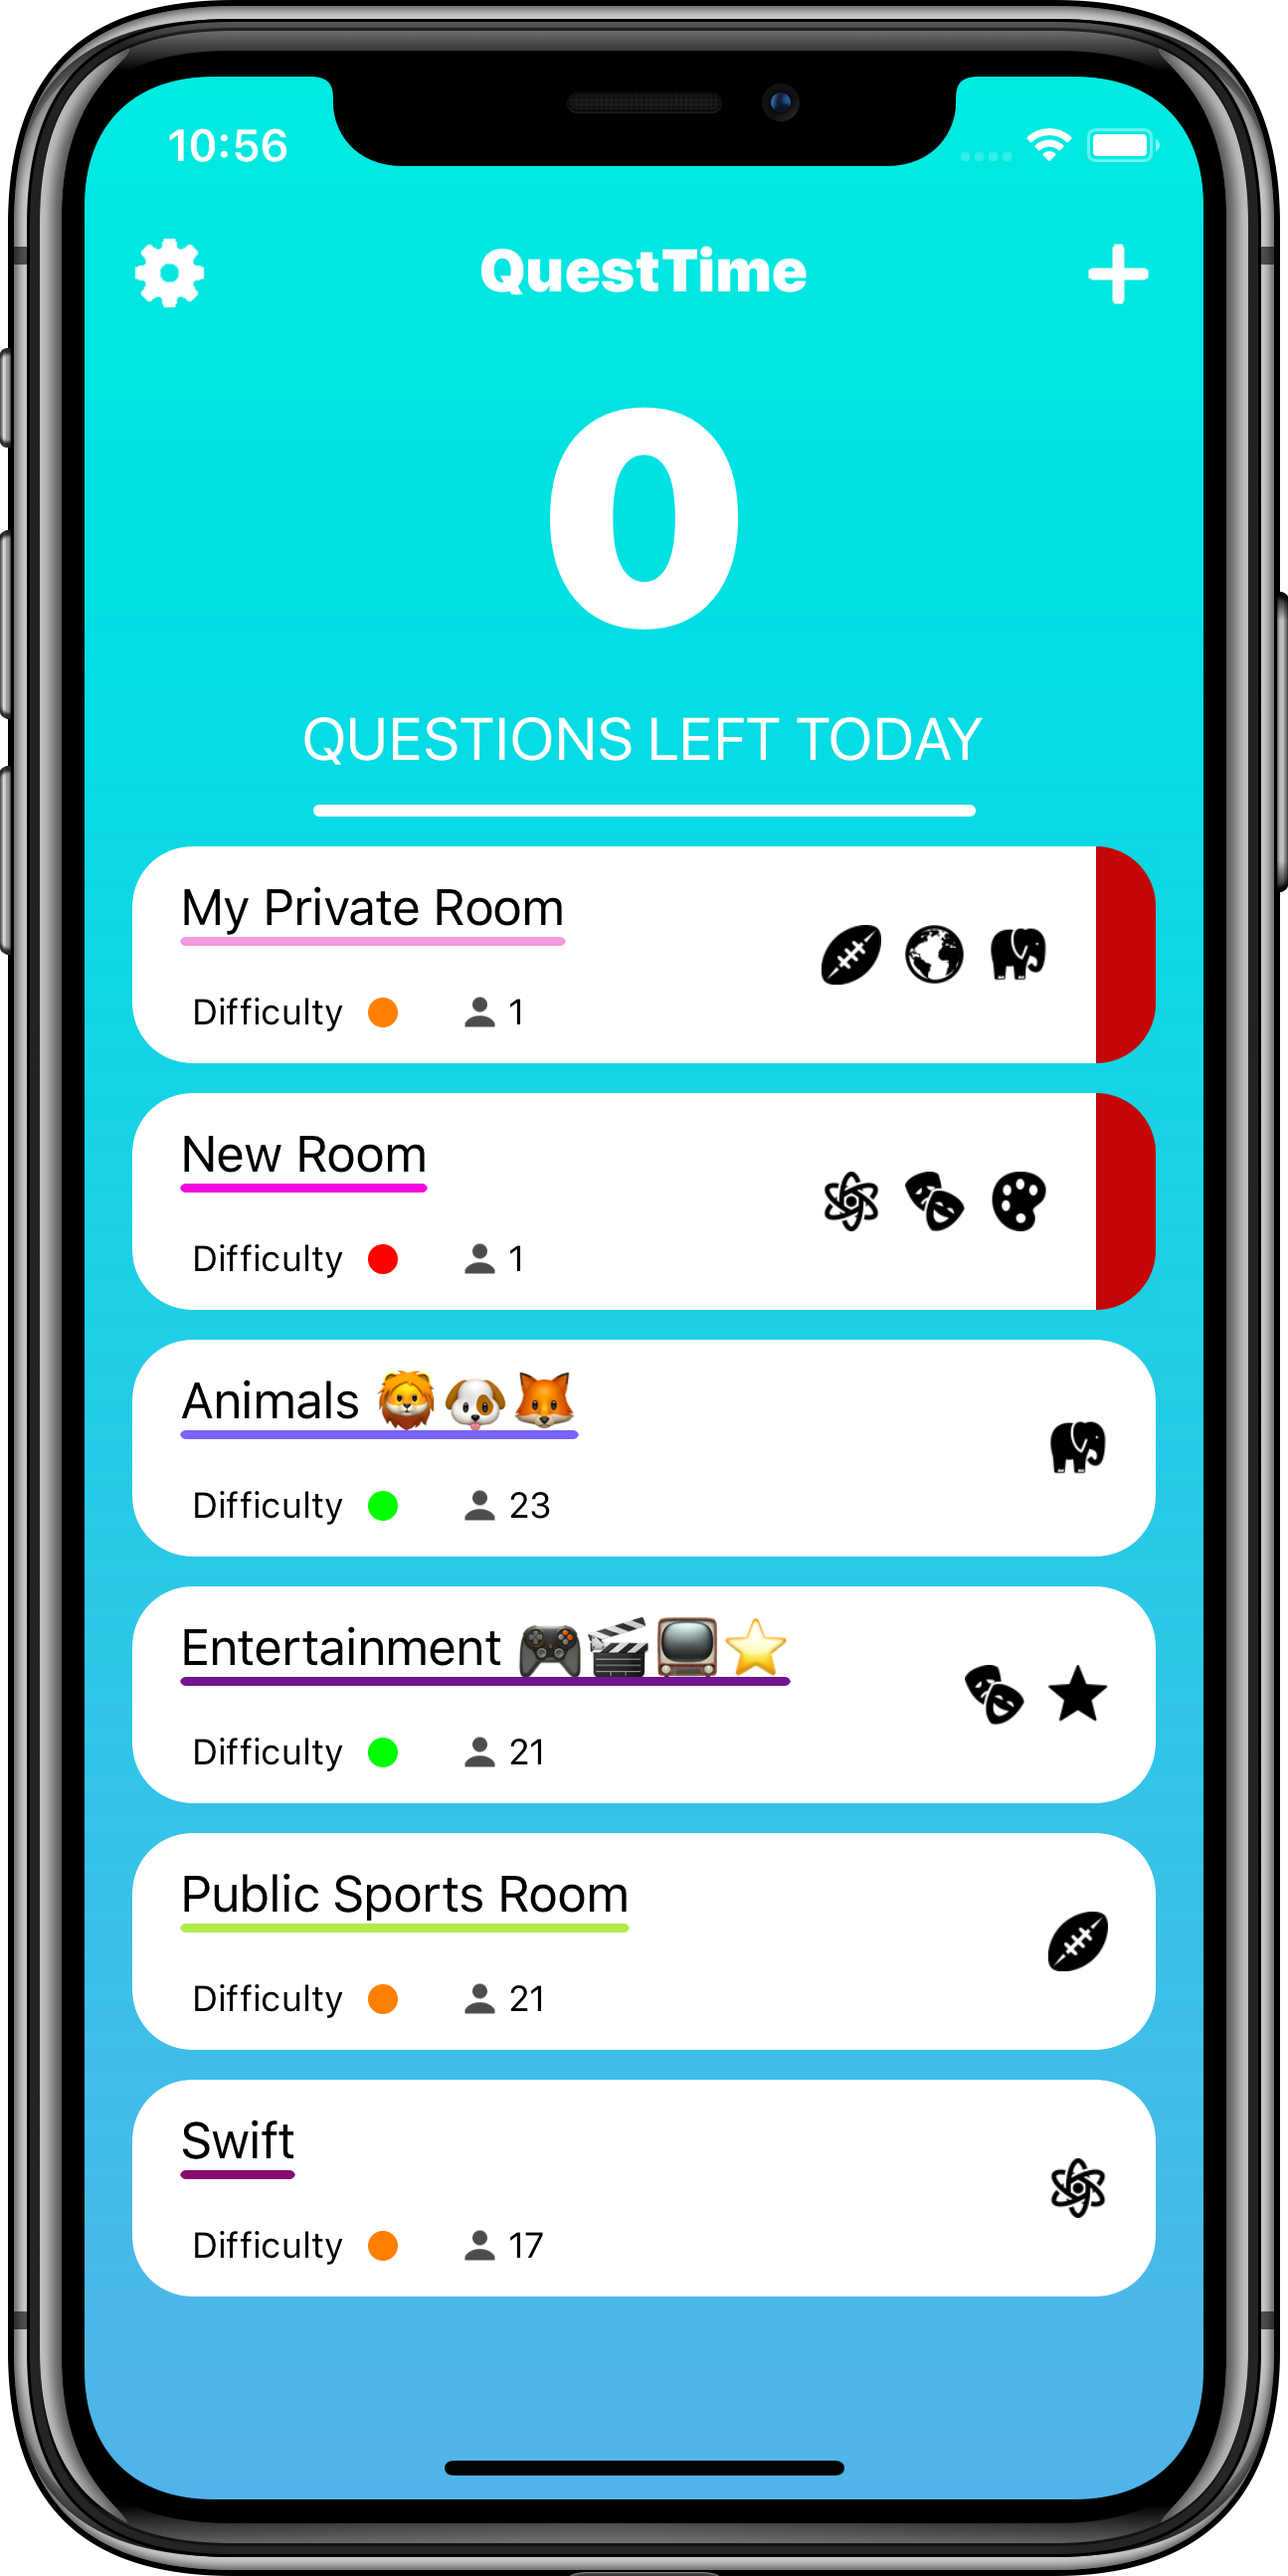 10:56
QuestTime
0
QUESTIONS LEFT TODAY
My Private Room
Difficulty 1
New Room
Difficulty 1
Animals 🦁🐶🦊
Difficulty 23
Entertainment 🎮🎬📺⭐
Difficulty 21
Public Sports Room
Difficulty 21
Swift
Difficulty 17